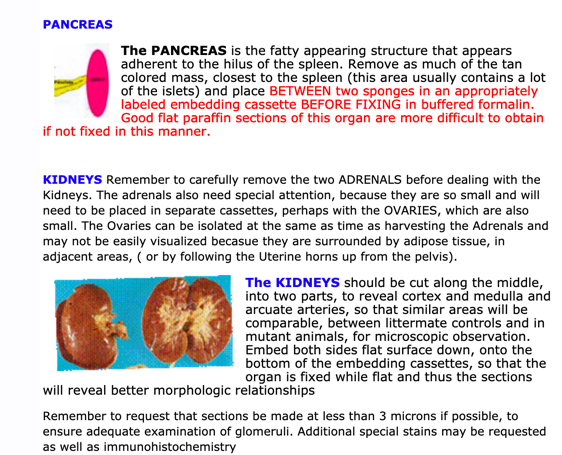 PANCREAS
The PANCREAS is the fatty appearing structure that appears
adherent to the hilus of the spleen. Remove as much of the tan
colored mass, closest to the spleen (this area usually contains a lot
of the islets) and place BETWEEN two sponges in an appropriately
labeled embedding cassette BEFORE FIXING in buffered formalin.
Good flat paraffin sections of this organ are more difficult to obtain
if not fixed in this manner.
KIDNEYS Remember to carefully remove the two ADRENALS before dealing with the
Kidneys. The adrenals also need special attention, because they are so small and will
need to be placed in separate cassettes, perhaps with the OVARIES, which are also
small. The Ovaries can be isolated at the same as time as harvesting the Adrenals and
may not be easily visualized becasue they are surrounded by adipose tissue, in
adjacent areas, ( or by following the Uterine horns up from the pelvis).
The KIDNEYS should be cut along the middle,
into two parts, to reveal cortex and medulla and
arcuate arteries, so that similar areas will be
comparable, between littermate controls and in
mutant animals, for microscopic observation.
Embed both sides flat surface down, onto the
bottom of the embedding cassettes, so that the
organ is fixed while flat and thus the sections
will reveal better morphologic relationships
Remember to request that sections be made at less than 3 microns if possible, to
ensure adequate examination of glomeruli. Additional special stains may be requested
as well as immunohistochemistry